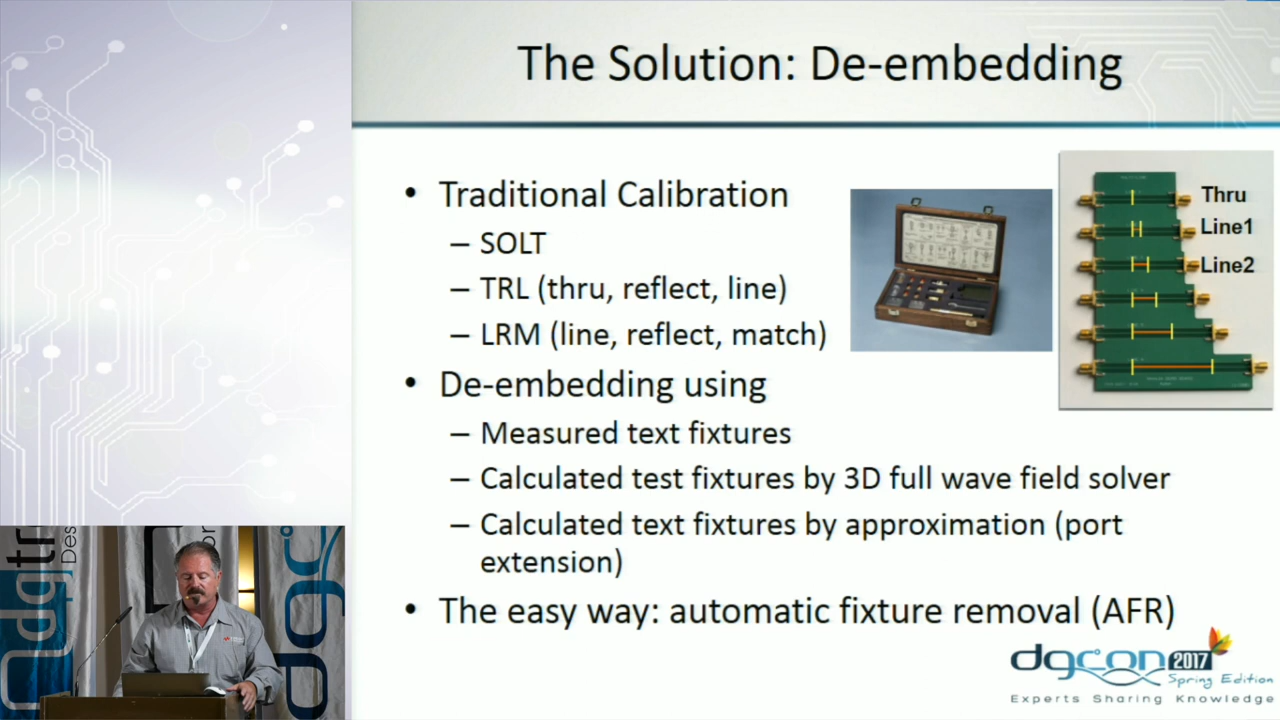 The Solution: De-embedding
• Traditional Calibration
– SOLT
– TRL (thru, reflect, line)
– LRM (line, reflect, match)
• De-embedding using
– Measured text fixtures
– Calculated test fixtures by 3D full wave field solver
– Calculated text fixtures by approximation (port
extension)
• The easy way: automatic fixture removal (AFR)
Thru
Line1
Line2
dgcon 2017
Spring Edition
Experts Sharing Knowledge
Des
dgc